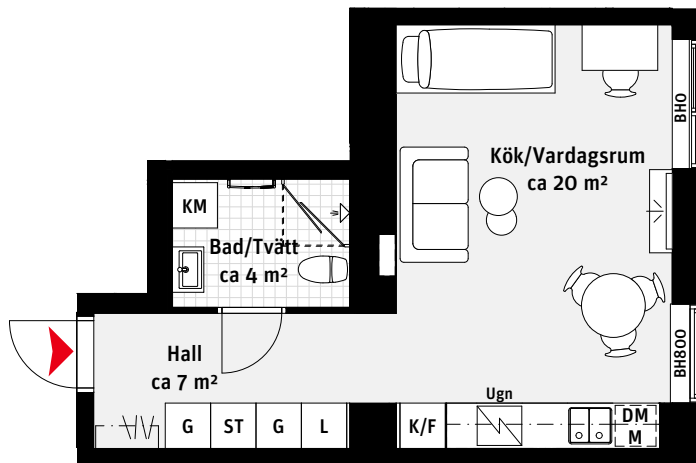 BH0
Kök/Vardagsrum
ca 20 m²
KM
Bad/Tvätt
ca 4 m²
Hall
ca 7 m²
BH800
Ugn
G
ST
G
L
K/F
DM
M